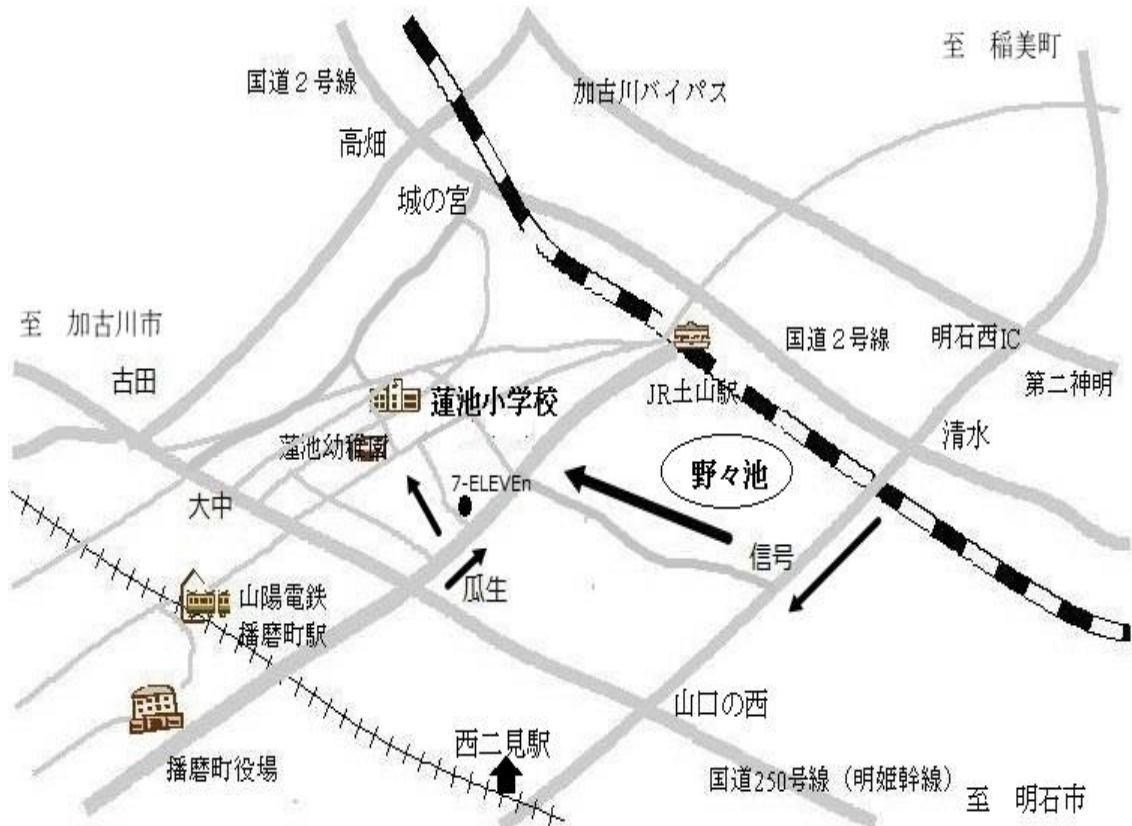 至　稲美町
国道２号線
加古川バイパス
高畑
城の宮
至　加古川市
国道２号線
明石西IC
古田
JR土山駅
第二神明
蓮池小学校
清水
蓮池幼稚園
野々池
7-ELEVEn
大中
信号
瓜生
山陽電鉄
播磨町駅
山口の西
西二見駅
播磨町役場
国道250号線（明姫幹線）
至　明石市